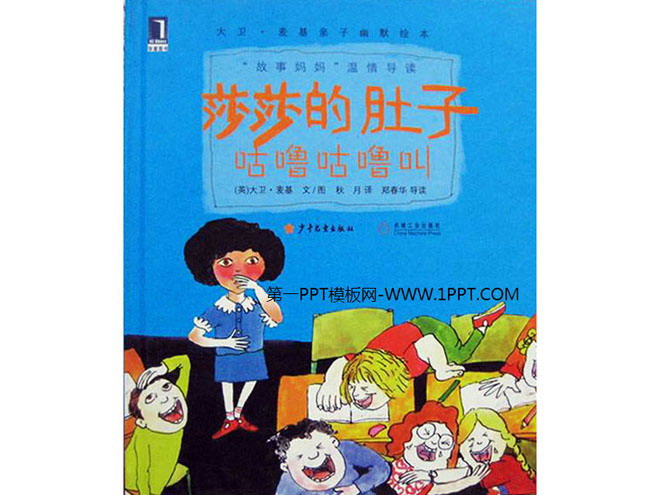 大卫·麦基亲子幽默绘本
“故事妈妈”温情导读
莎莎的肚子
咕噜咕噜叫
(英)大卫·麦基 文/图 秋 月 译 郑春华 导读
少年儿童出版社
机械工业出版社
China Machine Press
第一PPT模板网-WWW.1PPT.COM